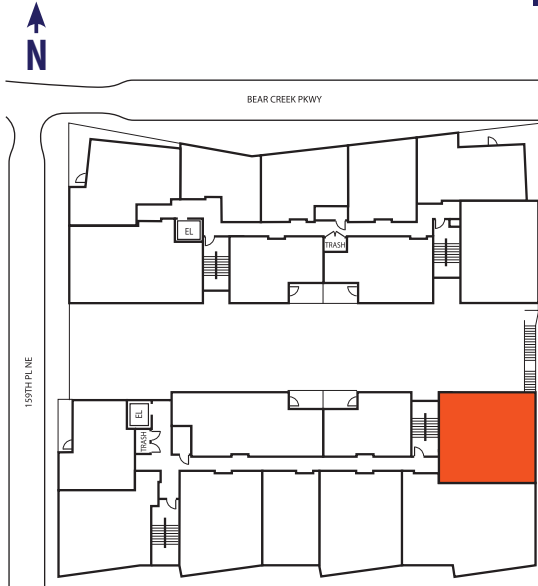 N
BEAR CREEK PKWY
EL
TRASH
159TH PL NE
EL
TRASH